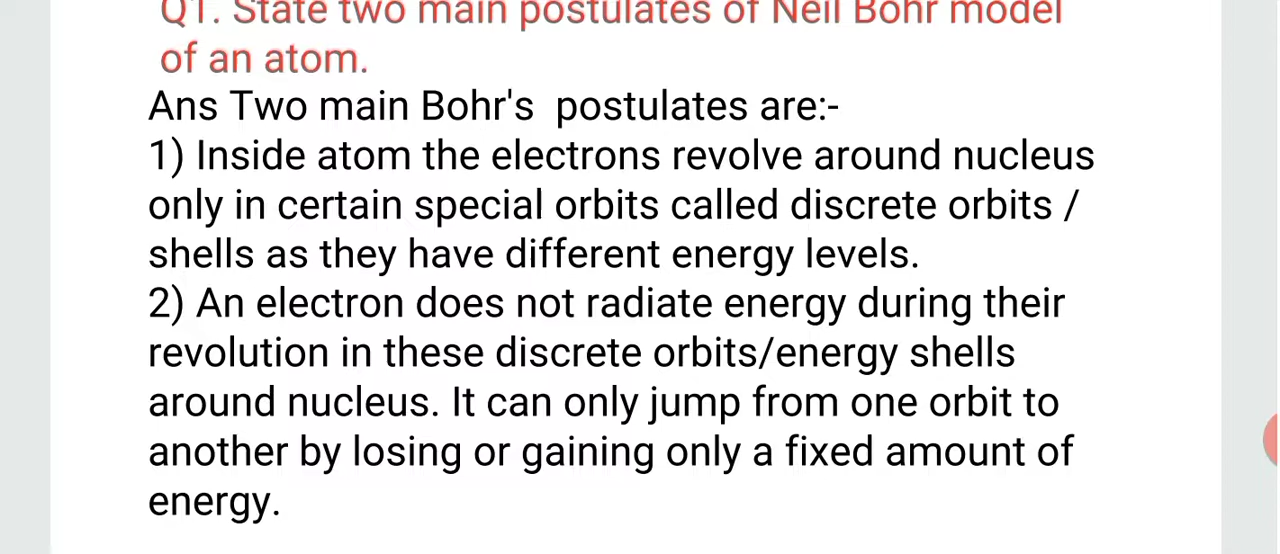 Q1. State two main postulates of Neil Bohr model
of an atom.
Ans Two main Bohr's postulates are:-
1) Inside atom the electrons revolve around nucleus
only in certain special orbits called discrete orbits /
shells as they have different energy levels.
2) An electron does not radiate energy during their
revolution in these discrete orbits/energy shells
around nucleus. It can only jump from one orbit to
another by losing or gaining only a fixed amount of
energy.